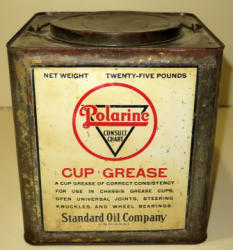 NET WEIGHT TWENTY-FIVE POUNDS
Polarine
CONSULT
CHART
CUP GREASE
A CUP GREASE OF CORRECT CONSISTENCY
FOR USE IN CHASSIS GREASE CUPS,
OPEN UNIVERSAL JOINTS, STEERING
KNUCKLES, AND WHEEL BEARINGS.
Standard Oil Company